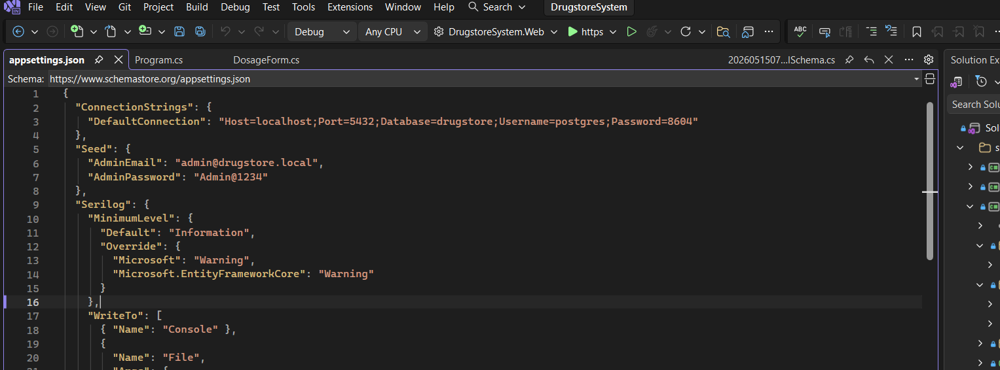 File Edit View Git Project Build Debug Test Tools Extensions Window Help Search DrugstoreSystem
Debug Any CPU DrugstoreSystem.Web https ABC
appsettings.json Program.cs DosageForm.cs 2026051507...lSchema.cs Solution Ex
Schema: https://www.schemastore.org/appsettings.json
Search Solu
Sol
s
1 {
2 "ConnectionStrings": {
3 "DefaultConnection": "Host=localhost;Port=5432;Database=drugstore;Username=postgres;Password=8604"
4 },
5 "Seed": {
6 "AdminEmail": "admin@drugstore.local",
7 "AdminPassword": "Admin@1234"
8 },
9 "Serilog": {
10 "MinimumLevel": {
11 "Default": "Information",
12 "Override": {
13 "Microsoft": "Warning",
14 "Microsoft.EntityFrameworkCore": "Warning"
15 }
16 },
17 "WriteTo": [
18 { "Name": "Console" },
19 {
20 "Name": "File",
21 "Args": {